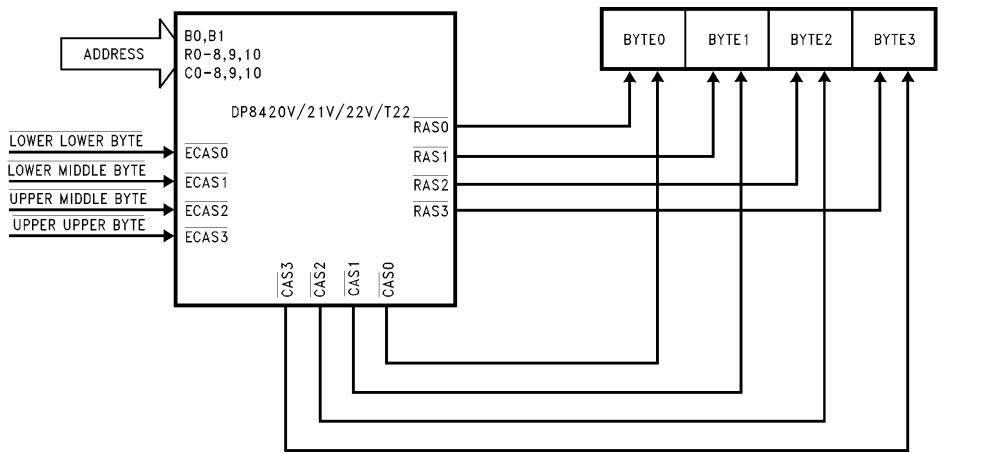 ADDRESS
B0,B1
R0-8,9,10
C0-8,9,10
DP8420V/21V/22V/T22
BYTE0
BYTE1
BYTE2
BYTE3
RAS0
RAS1
RAS2
RAS3
LOWER LOWER BYTE
LOWER MIDDLE BYTE
UPPER MIDDLE BYTE
UPPER UPPER BYTE
ECAS0
ECAS1
ECAS2
ECAS3
CAS3
CAS2
CAS1
CAS0